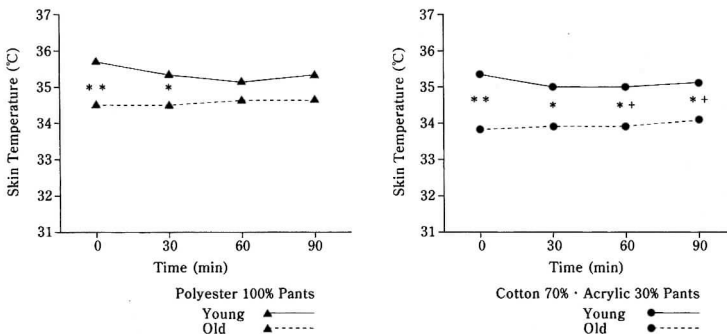 Skin Temperature (℃)
37
36
35
34
33
32
31
** *
0 30 60 90
Time (min)
Polyester 100% Pants
Young
Old
Skin Temperature (℃)
37
36
35
34
33
32
31
** * *+ *+
0 30 60 90
Time (min)
Cotton 70%・Acrylic 30% Pants
Young
Old